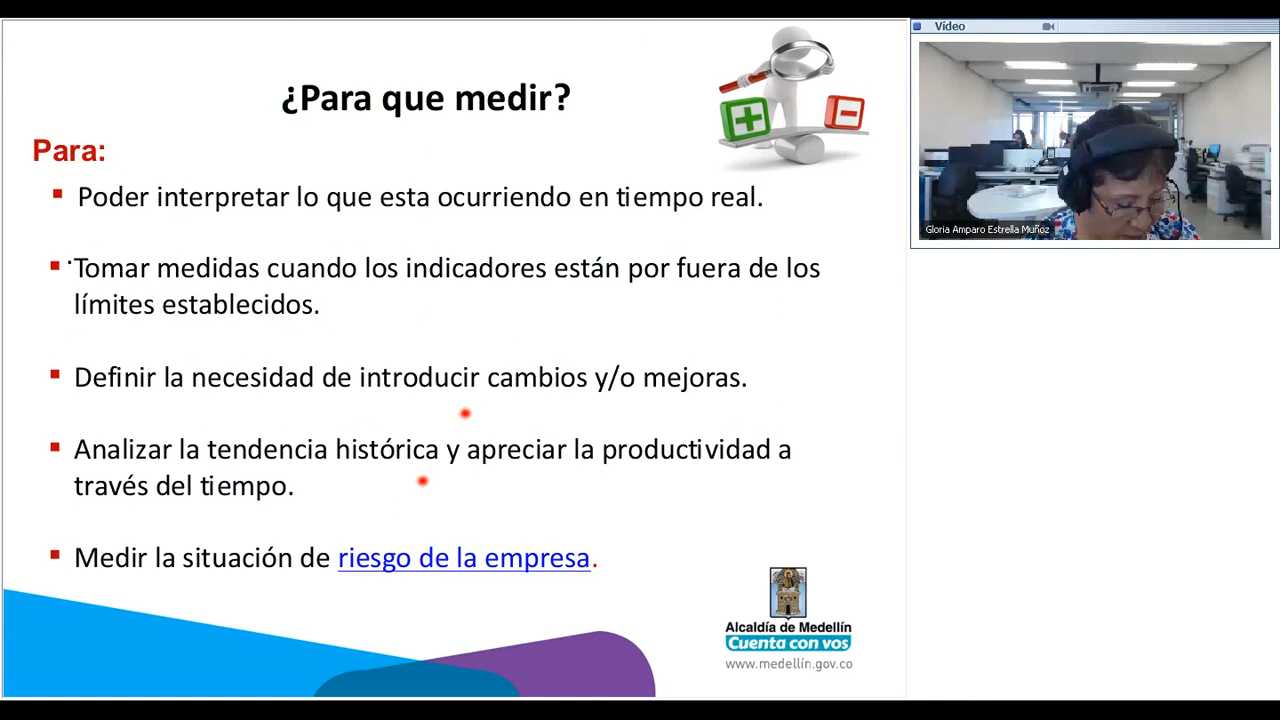 ¿Para que medir?
Para:
Poder interpretar lo que esta ocurriendo en tiempo real.
Tomar medidas cuando los indicadores están por fuera de los
límites establecidos.
Definir la necesidad de introducir cambios y/o mejoras.
Analizar la tendencia histórica y apreciar la productividad a
través del tiempo.
Medir la situación de riesgo de la empresa.
Alcaldía de Medellín
Cuenta con vos
www.medellín.gov.co
Vídeo
Gloria Amparo Estrella Muñoz